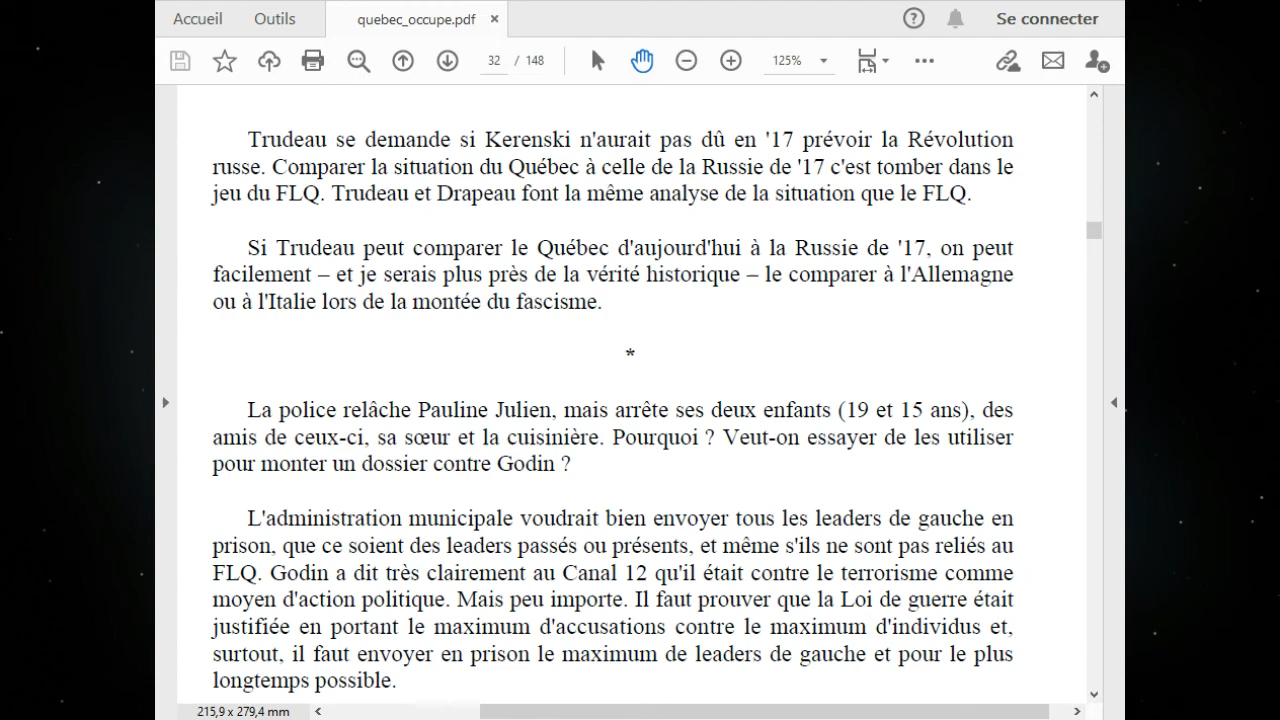 Accueil Outils quebec_occupe.pdf × ? Se connecter
32 / 148 125%
Trudeau se demande si Kerenski n'aurait pas dû en '17 prévoir la Révolution
russe. Comparer la situation du Québec à celle de la Russie de '17 c'est tomber dans le
jeu du FLQ. Trudeau et Drapeau font la même analyse de la situation que le FLQ.
Si Trudeau peut comparer le Québec d'aujourd'hui à la Russie de '17, on peut
facilement – et je serais plus près de la vérité historique – le comparer à l'Allemagne
ou à l'Italie lors de la montée du fascisme.
*
La police relâche Pauline Julien, mais arrête ses deux enfants (19 et 15 ans), des
amis de ceux-ci, sa sœur et la cuisinière. Pourquoi ? Veut-on essayer de les utiliser
pour monter un dossier contre Godin ?
L'administration municipale voudrait bien envoyer tous les leaders de gauche en
prison, que ce soient des leaders passés ou présents, et même s'ils ne sont pas reliés au
FLQ. Godin a dit très clairement au Canal 12 qu'il était contre le terrorisme comme
moyen d'action politique. Mais peu importe. Il faut prouver que la Loi de guerre était
justifiée en portant le maximum d'accusations contre le maximum d'individus et,
surtout, il faut envoyer en prison le maximum de leaders de gauche et pour le plus
longtemps possible.
215,9 x 279,4 mm